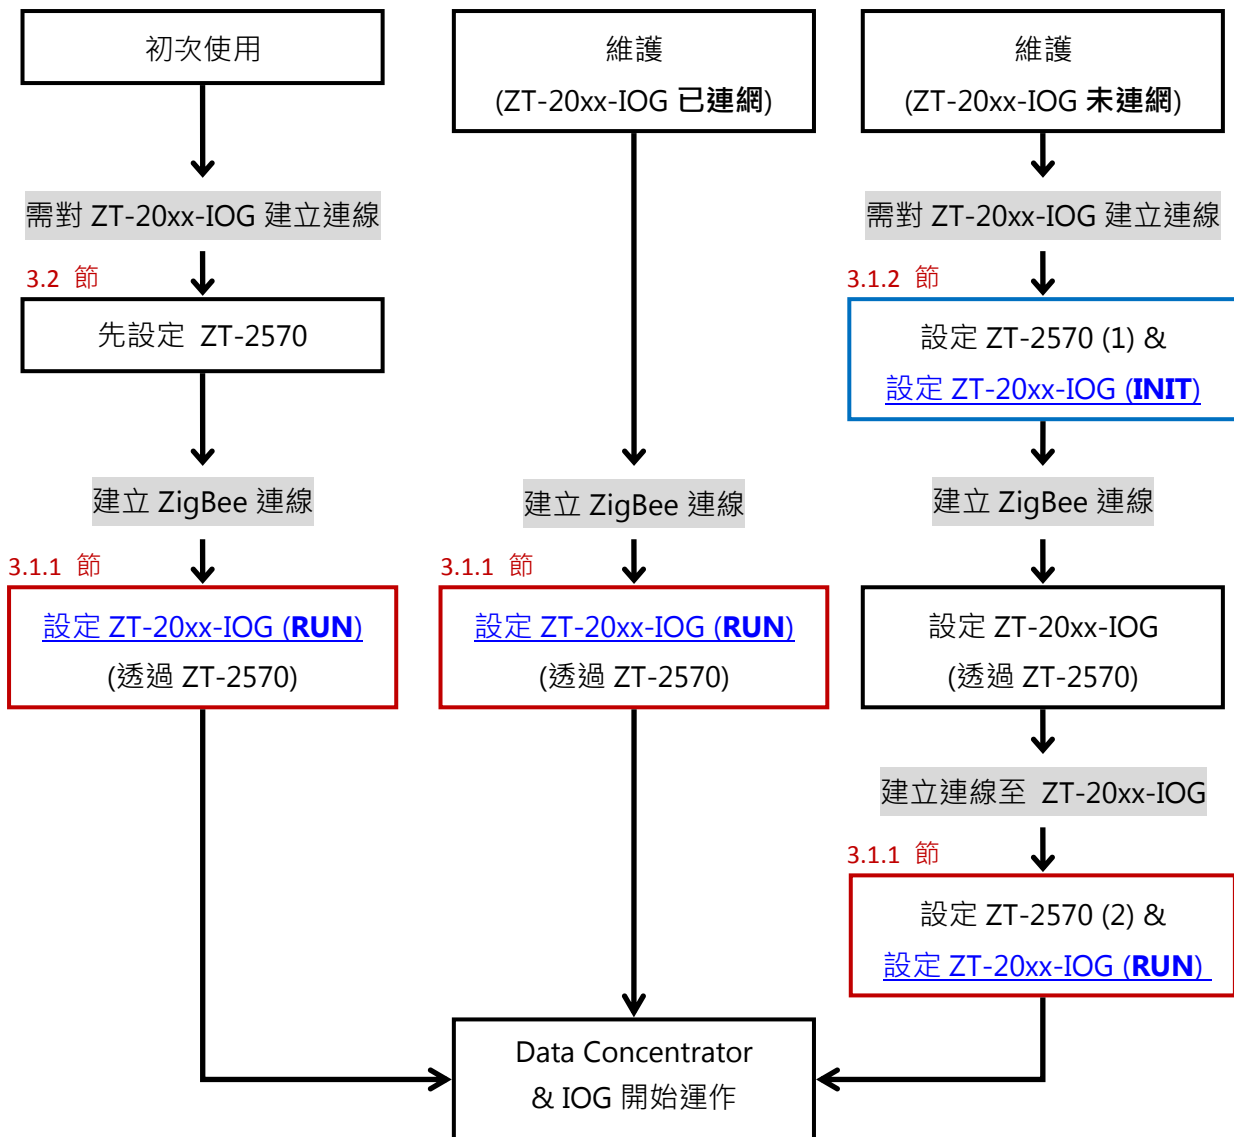 初次使用
需對 ZT-20xx-IOG 建立連線
3.2 節
先設定 ZT-2570
建立 ZigBee 連線
3.1.1 節
設定 ZT-20xx-IOG (RUN)
(透過 ZT-2570)
維護
(ZT-20xx-IOG 已連網)
建立 ZigBee 連線
3.1.1 節
設定 ZT-20xx-IOG (RUN)
(透過 ZT-2570)
維護
(ZT-20xx-IOG 未連網)
需對 ZT-20xx-IOG 建立連線
3.1.2 節
設定 ZT-2570 (1) &
設定 ZT-20xx-IOG (INIT)
建立 ZigBee 連線
設定 ZT-20xx-IOG
(透過 ZT-2570)
建立連線至 ZT-20xx-IOG
3.1.1 節
設定 ZT-2570 (2) &
設定 ZT-20xx-IOG (RUN)
Data Concentrator
& IOG 開始運作